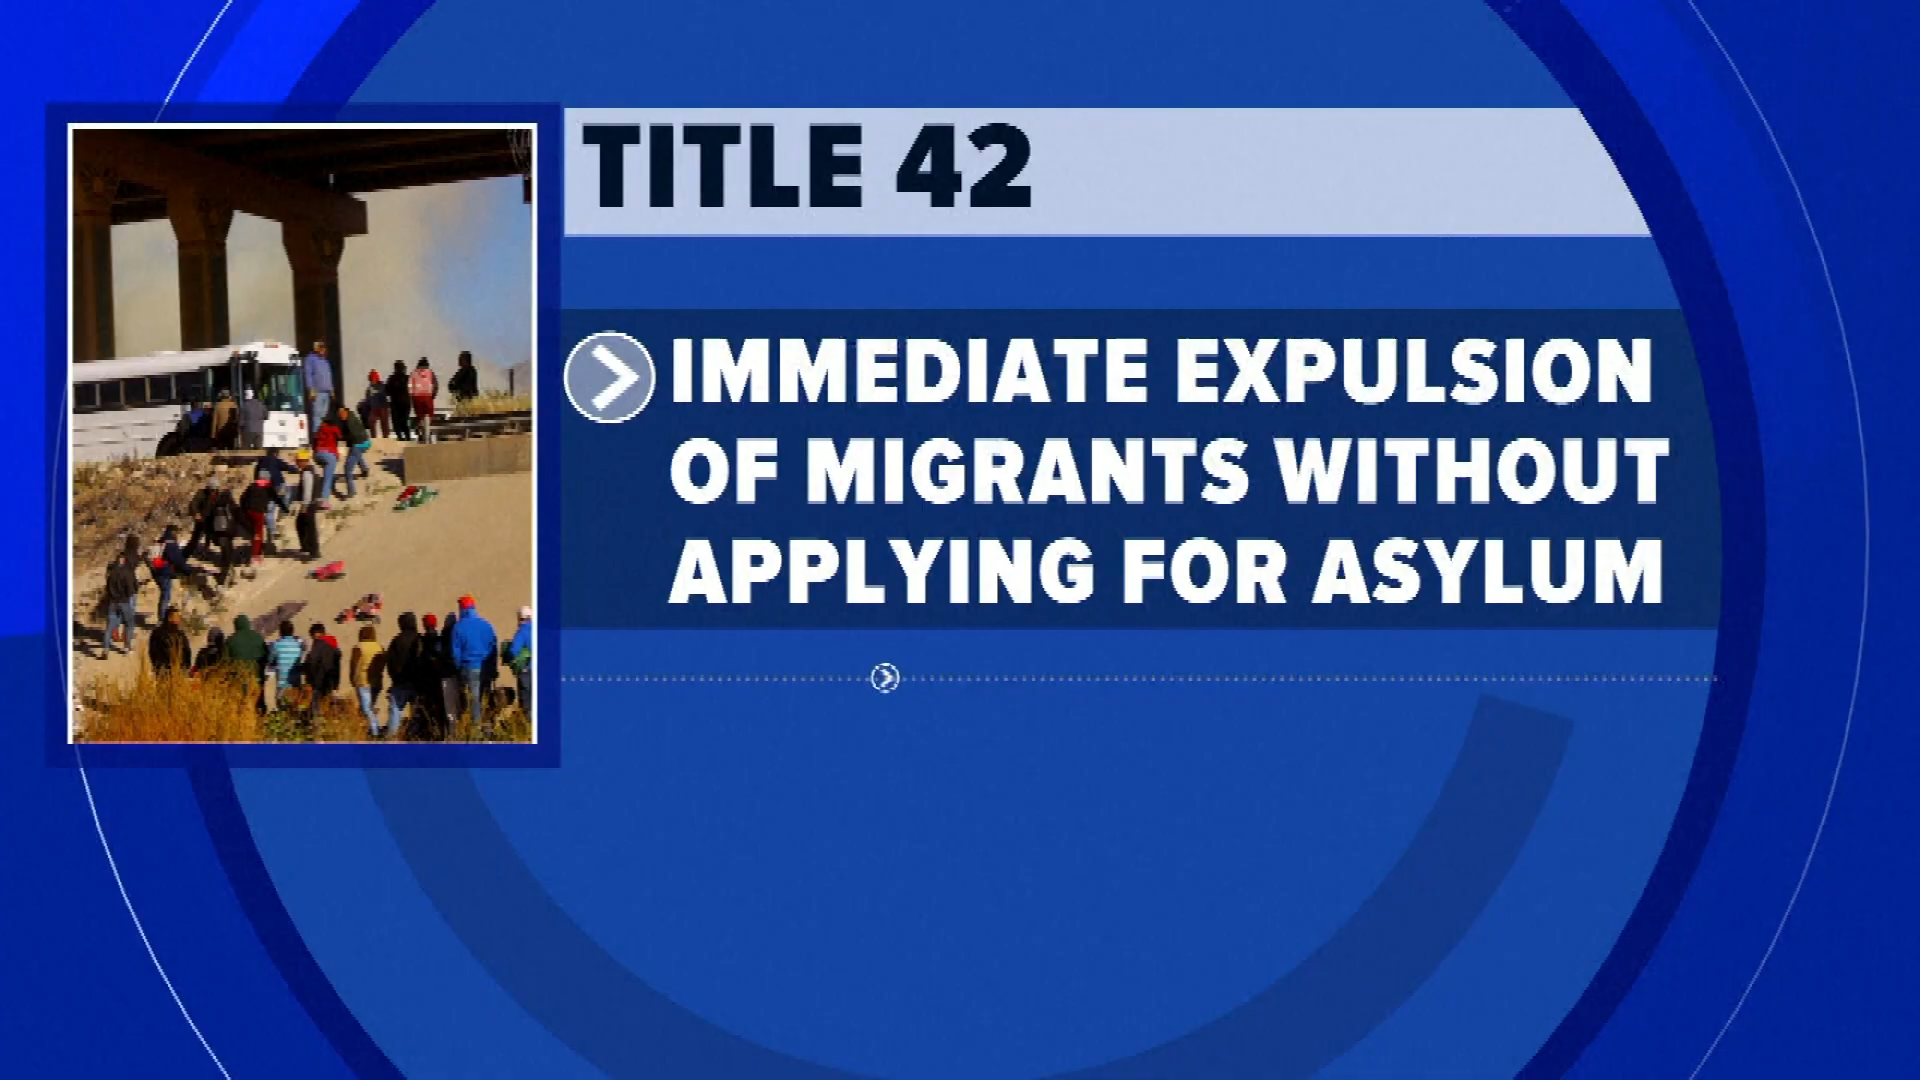 TITLE 42
IMMEDIATE EXPULSION
OF MIGRANTS WITHOUT
APPLYING FOR ASYLUM